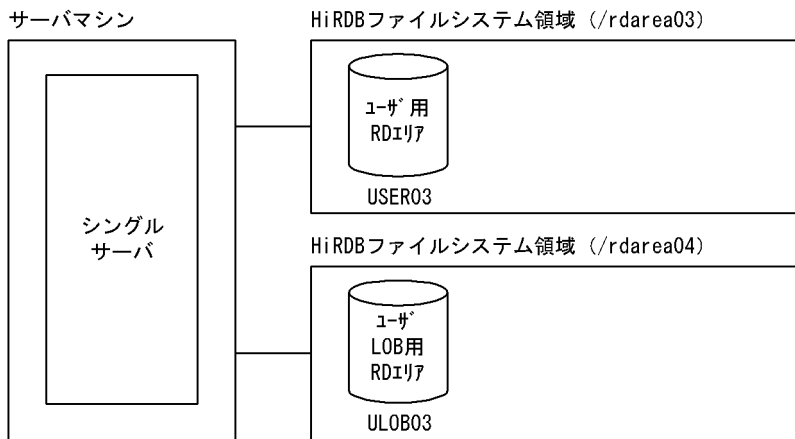 サーバマシン
HiRDBファイルシステム領域（/rdarea03）
ﾕｰｻﾞ用
RDｴﾘｱ
USER03
シングル
サーバ
HiRDBファイルシステム領域（/rdarea04）
ﾕｰｻﾞ
LOB用
RDｴﾘｱ
ULOB03